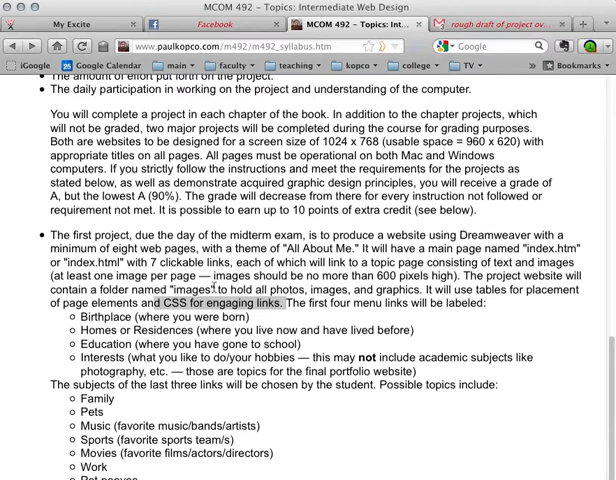 MCOM 492 – Topics: Intermediate Web Design
My Excite
Facebook
MCOM 492 – Topics: Int...
rough draft of project ov...
www.paulkopco.com/m492/m492_syllabus.htm
Google
iGoogle
Google Calendar
main
faculty
teaching
kopco
college
TV
Bookmarks
The amount of effort put forth on the project.
The daily participation in working on the project and understanding of the computer.
You will complete a project in each chapter of the book. In addition to the chapter projects, which
will not be graded, two major projects will be completed during the course for grading purposes.
Both are websites to be designed for a screen size of 1024 x 768 (usable space = 960 x 620) with
appropriate titles on all pages. All pages must be operational on both Mac and Windows
computers. If you strictly follow the instructions and meet the requirements for the projects as
stated below, as well as demonstrate acquired graphic design principles, you will receive a grade of
A, but the lowest A (90%). The grade will decrease from there for every instruction not followed or
requirement not met. It is possible to earn up to 10 points of extra credit (see below).
The first project, due the day of the midterm exam, is to produce a website using Dreamweaver with a
minimum of eight web pages, with a theme of "All About Me." It will have a main page named "index.htm"
or "index.html" with 7 clickable links, each of which will link to a topic page consisting of text and images
(at least one image per page — images should be no more than 600 pixels high). The project website will
contain a folder named "images" to hold all photos, images, and graphics. It will use tables for placement
of page elements and CSS for engaging links. The first four menu links will be labeled:
Birthplace (where you were born)
Homes or Residences (where you live now and have lived before)
Education (where you have gone to school)
Interests (what you like to do/your hobbies — this may not include academic subjects like
photography, etc. — those are topics for the final portfolio website)
The subjects of the last three links will be chosen by the student. Possible topics include:
Family
Pets
Music (favorite music/bands/artists)
Sports (favorite sports team/s)
Movies (favorite films/actors/directors)
Work
Pet peeves